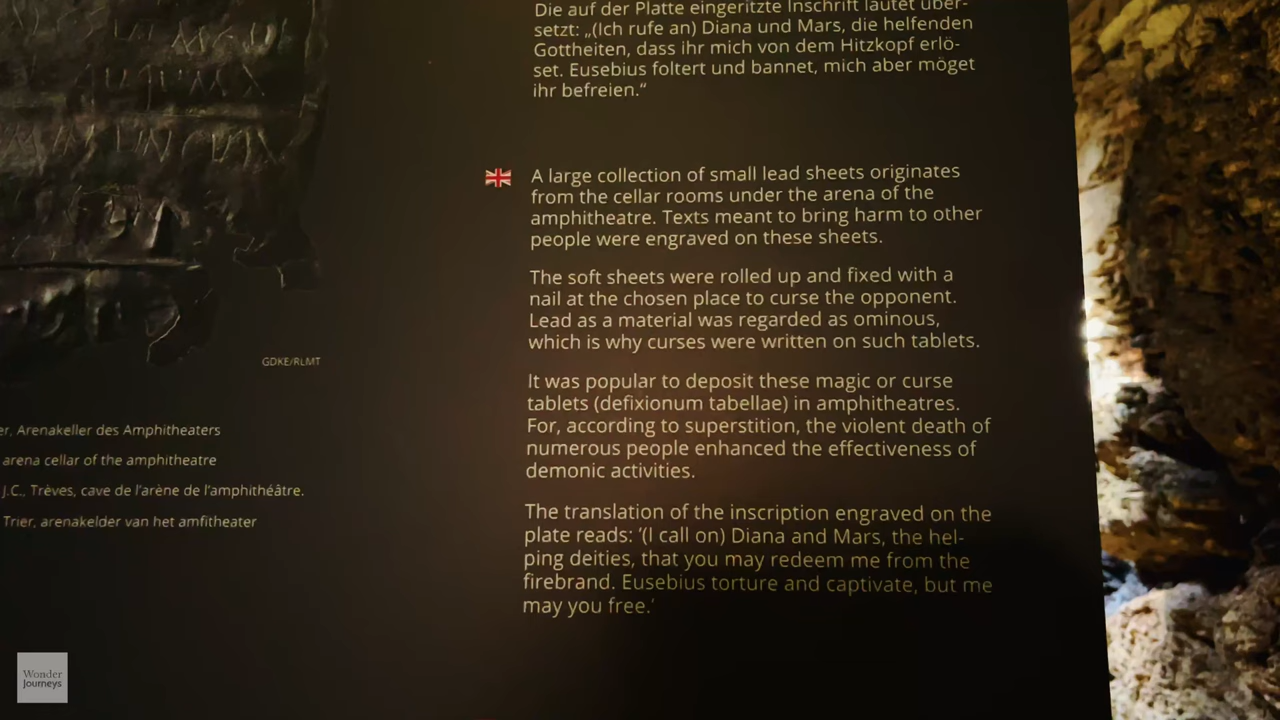 Die auf der Platte eingeritzte Inschrift lautet über-
setzt: „(Ich rufe an) Diana und Mars, die helfenden
Gottheiten, dass ihr mich von dem Hitzkopf erlö-
set. Eusebius foltert und bannet, mich aber möget
ihr befreien.“
A large collection of small lead sheets originates
from the cellar rooms under the arena of the
amphitheatre. Texts meant to bring harm to other
people were engraved on these sheets.
The soft sheets were rolled up and fixed with a
nail at the chosen place to curse the opponent.
Lead as a material was regarded as ominous,
which is why curses were written on such tablets.
It was popular to deposit these magic or curse
tablets (defixionum tabellae) in amphitheatres.
For, according to superstition, the violent death of
numerous people enhanced the effectiveness of
demonic activities.
The translation of the inscription engraved on the
plate reads: ‘(I call on) Diana and Mars, the hel-
ping deities, that you may redeem me from the
firebrand. Eusebius torture and captivate, but me
may you free.’
GDKE/RLMT
er, Arenakeller des Amphitheaters
arena cellar of the amphitheatre
J.C., Trèves, cave de l’arène de l’amphithéâtre.
Trier, arenakelder van het amfitheater
Wonder
Journeys